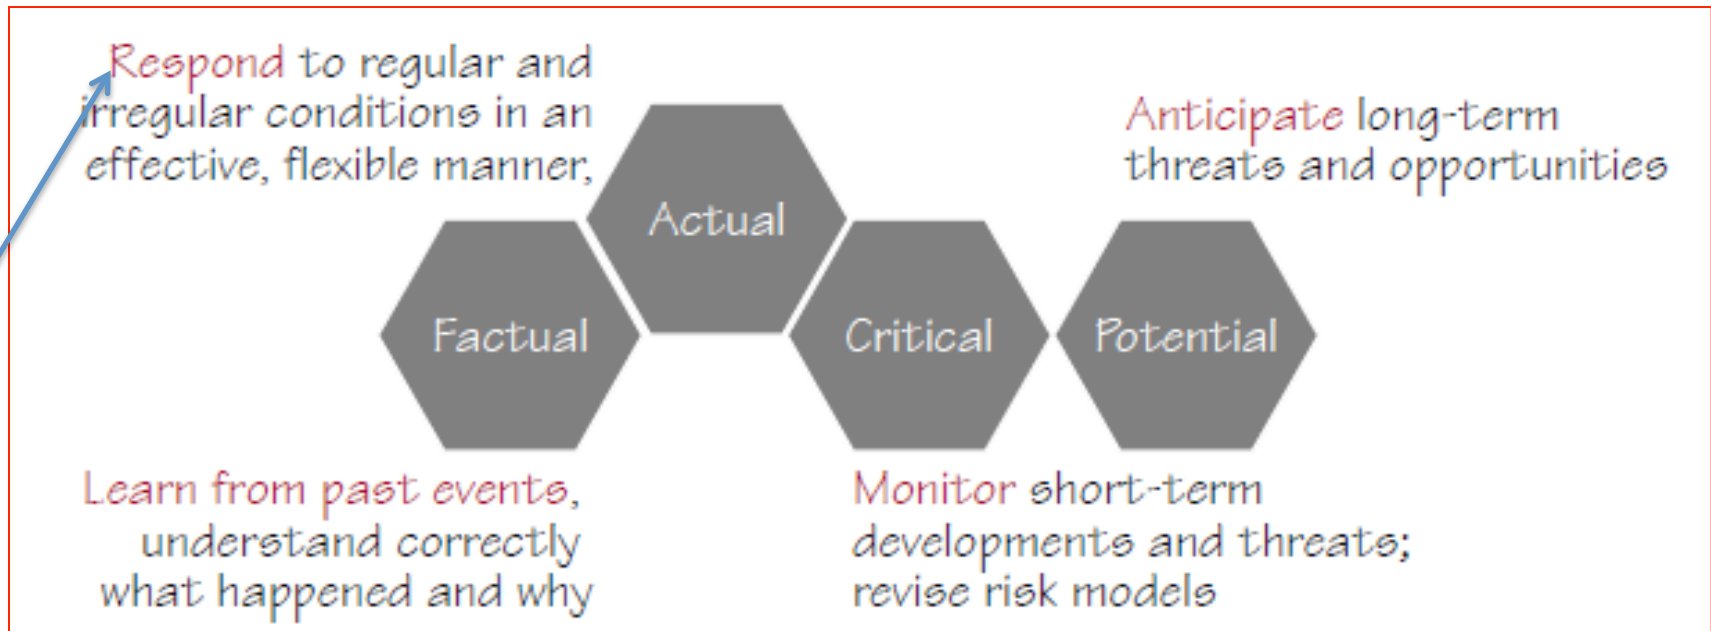 Respond to regular and
irregular conditions in an
effective, flexible manner,
Anticipate long-term
threats and opportunities
Actual
Factual
Critical
Potential
Learn from past events,
understand correctly
what happened and why
Monitor short-term
developments and threats;
revise risk models